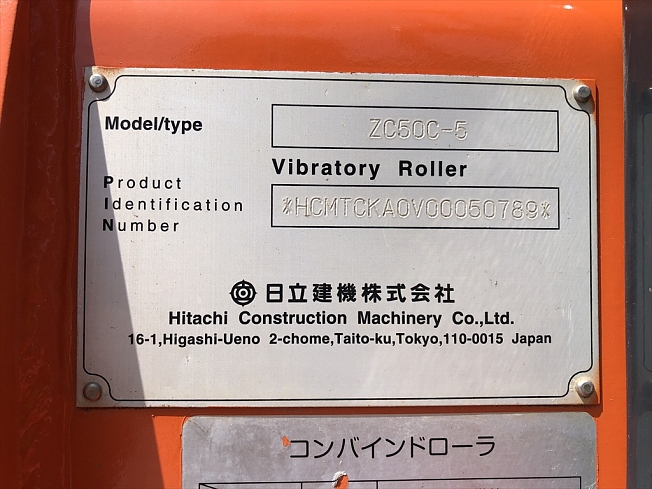 Model/type ZC50C-5
Vibratory Roller
Product
Identification
Number
*HCMTCKA0V00050789*
日立建機株式会社
Hitachi Construction Machinery Co.,Ltd.
16-1,Higashi-Ueno 2-chome,Taito-ku,Tokyo,110-0015 Japan
コンバインドローラ